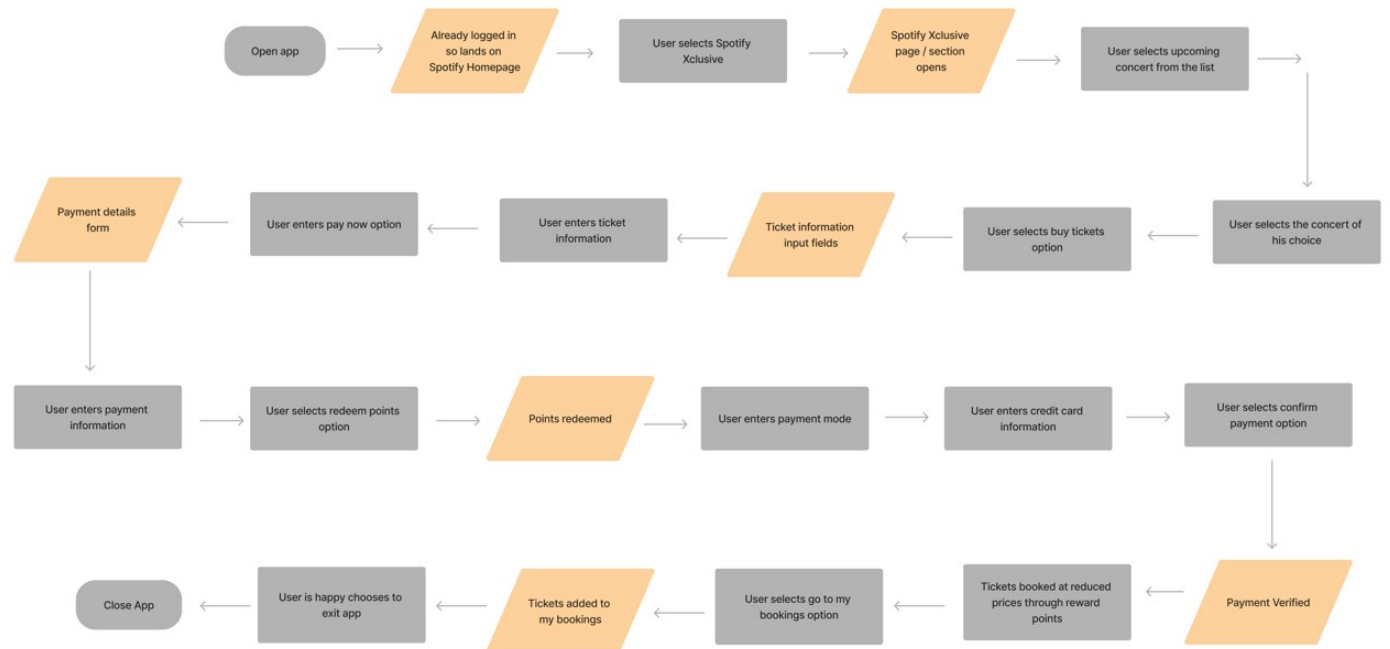 Open app
Already logged in
so lands on
Spotify Homepage
User selects Spotify
Xclusive
Spotify Xclusive
page / section
opens
User selects upcoming
concert from the list
User selects the concert of
his choice
User selects buy tickets
option
Ticket information
input fields
User enters ticket
information
User enters pay now option
Payment details
form
User enters payment
information
User selects redeem points
option
Points redeemed
User enters payment mode
User enters credit card
information
User selects confirm
payment option
Payment Verified
Tickets booked at reduced
prices through reward
points
User selects go to my
bookings option
Tickets added to
my bookings
User is happy chooses to
exit app
Close App